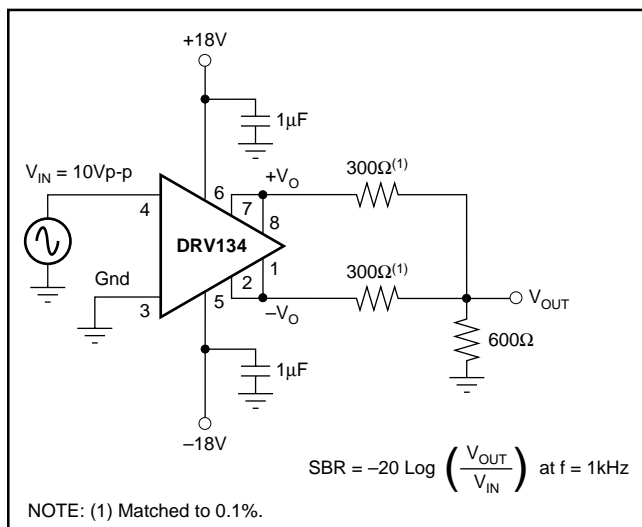 +18V
1µF
V_IN = 10Vp-p
300Ω(1)
+V_O
6
7
4
8
DRV134
1
300Ω(1)
Gnd
2
3
5
–V_O
V_OUT
600Ω
1µF
–18V
SBR = –20 Log (V_OUT / V_IN) at f = 1kHz
NOTE: (1) Matched to 0.1%.